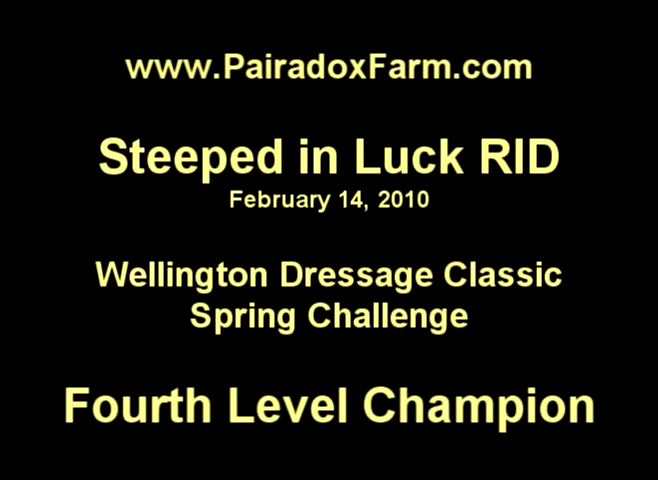 www.PairadoxFarm.com
Steeped in Luck RID
February 14, 2010
Wellington Dressage Classic
Spring Challenge
Fourth Level Champion